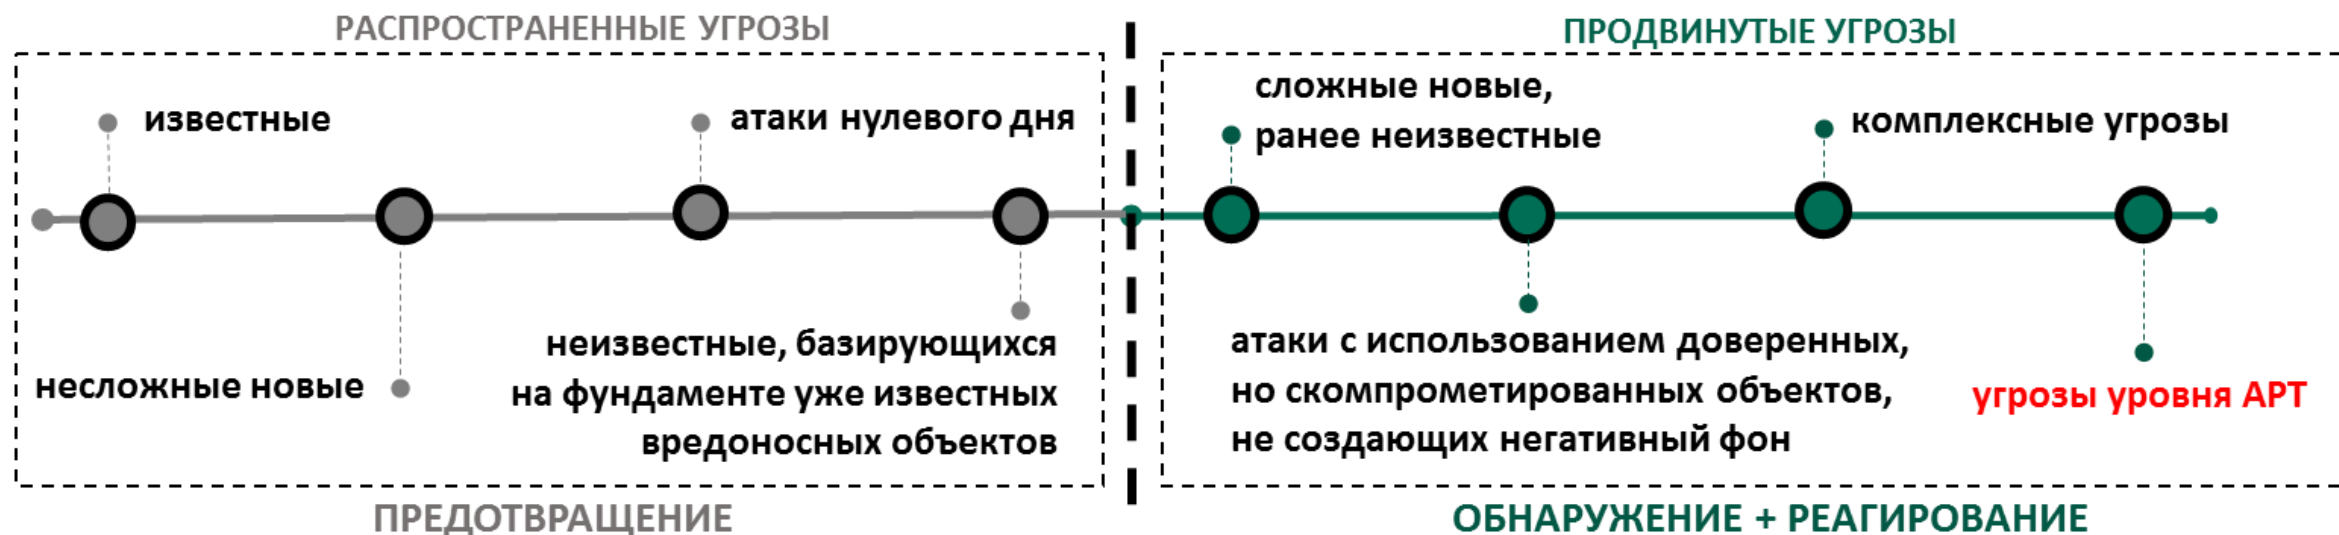 РАСПРОСТРАНЕННЫЕ УГРОЗЫ
известные
атаки нулевого дня
несложные новые
неизвестные, базирующихся
на фундаменте уже известных
вредоносных объектов
ПРЕДОТВРАЩЕНИЕ
ПРОДВИНУТЫЕ УГРОЗЫ
сложные новые,
ранее неизвестные
комплексные угрозы
атаки с использованием доверенных,
но скомпрометированных объектов,
не создающих негативный фон
угрозы уровня APT
ОБНАРУЖЕНИЕ + РЕАГИРОВАНИЕ